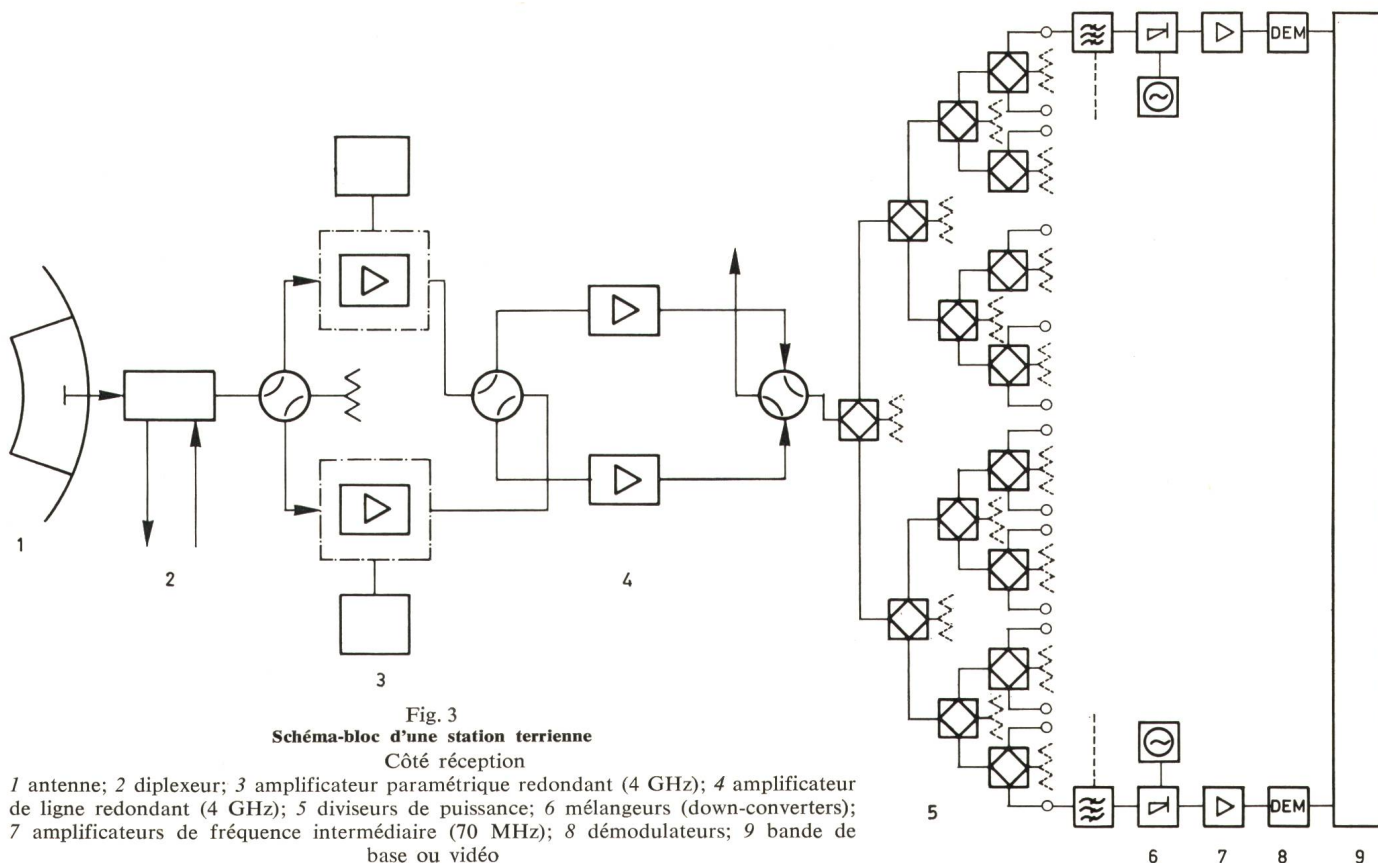 DEM
1
2
3
4
5
DEM
6
7
8
9
Fig. 3
Schéma-bloc d'une station terrienne
Côté réception
1 antenne; 2 diplexeur; 3 amplificateur paramétrique redondant (4 GHz); 4 amplificateur
de ligne redondant (4 GHz); 5 diviseurs de puissance; 6 mélangeurs (down-converters);
7 amplificateurs de fréquence intermédiaire (70 MHz); 8 démodulateurs; 9 bande de
base ou vidéo